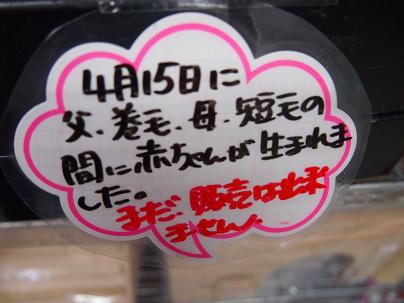 4月15日に
父、巻毛、母、短毛の
間に赤ちゃんが生まれま
した。
まだ販売は出来
ません